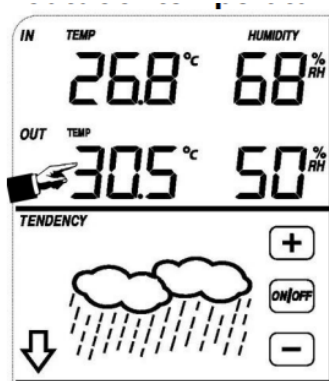 IN TEMP HUMIDITY
26.8 °C 68 % RH
OUT TEMP
30.5 °C 50 % RH
TENDENCY
+
ON/OFF
−